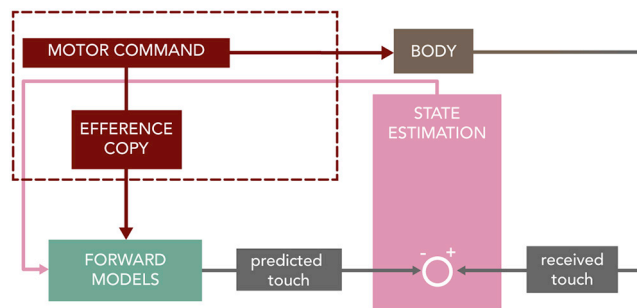 MOTOR COMMAND
BODY
STATE
ESTIMATION
EFFERENCE
COPY
FORWARD
MODELS
predicted
touch
- +
received
touch